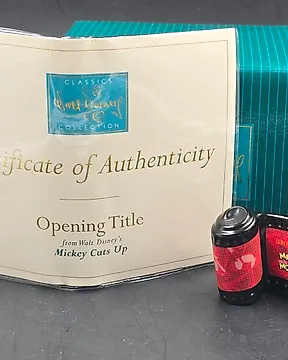 CLASSICS
Walt Disney
COLLECTION
ificate of Authenticity
Opening Title
from Walt Disney's
Mickey Cuts Up